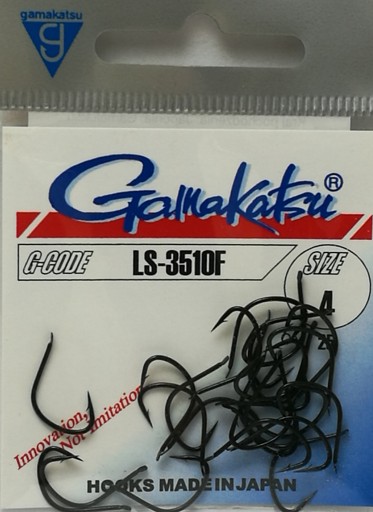 gamakatsu
g
Gamakatsu®
G-CODE LS-3510F SIZE
4
Innovation,
Not Imitation
HOOKS MADE IN JAPAN